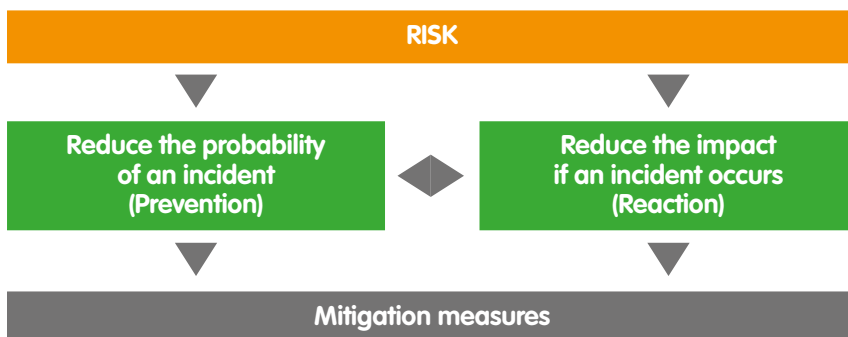 RISK
Reduce the probability
of an incident
(Prevention)
Reduce the impact
if an incident occurs
(Reaction)
Mitigation measures